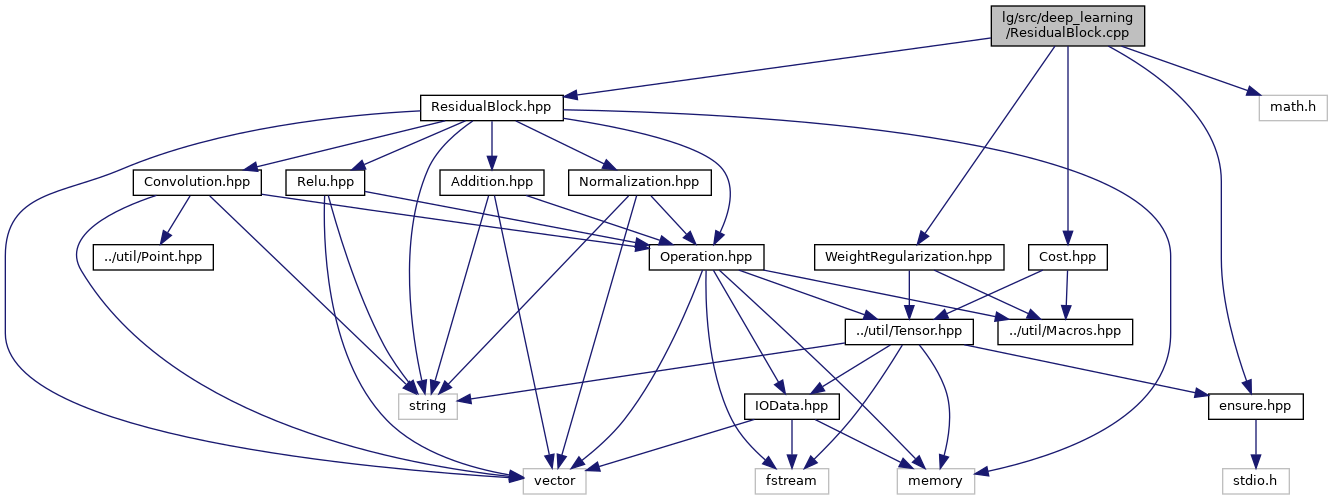 lg/src/deep_learning
/ResidualBlock.cpp
ResidualBlock.hpp
math.h
Convolution.hpp
Relu.hpp
Addition.hpp
Normalization.hpp
../util/Point.hpp
Operation.hpp
WeightRegularization.hpp
Cost.hpp
../util/Tensor.hpp
../util/Macros.hpp
string
IOData.hpp
ensure.hpp
vector
fstream
memory
stdio.h